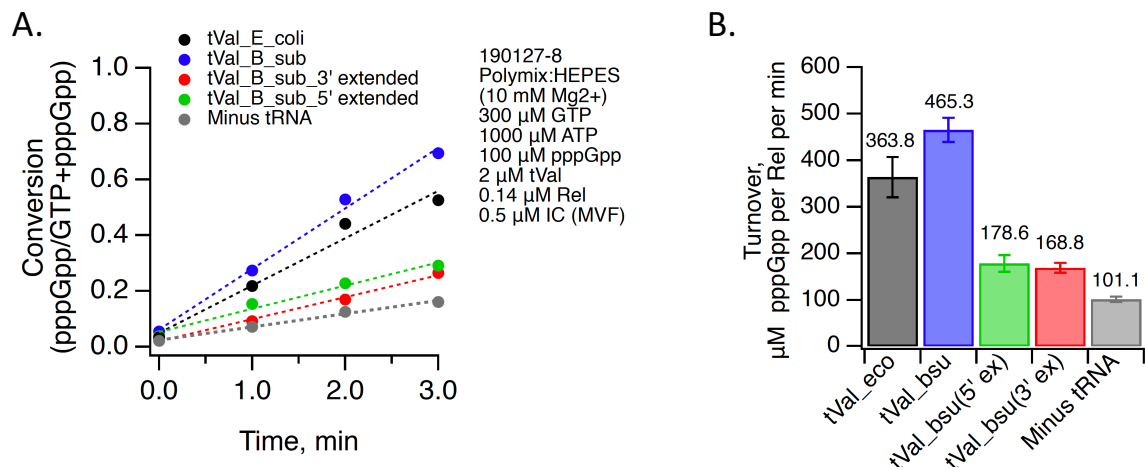 A.
tVal_E_coli
tVal_B_sub
tVal_B_sub_3' extended
tVal_B_sub_5' extended
Minus tRNA
1.0
0.8
0.6
0.4
0.2
0.0
Conversion
(pppGpp/GTP+pppGpp)
0.0 1.0 2.0 3.0
Time, min
190127-8
Polymix:HEPES
(10 mM Mg2+)
300 µM GTP
1000 µM ATP
100 µM pppGpp
2 µM tVal
0.14 µM Rel
0.5 µM IC (MVF)
B.
600
500
400
300
200
100
0
Turnover,
µM pppGpp per Rel per min
363.8
465.3
178.6
168.8
101.1
tVal_eco
tVal_bsu
tVal_bsu(5' ex)
tVal_bsu(3' ex)
Minus tRNA